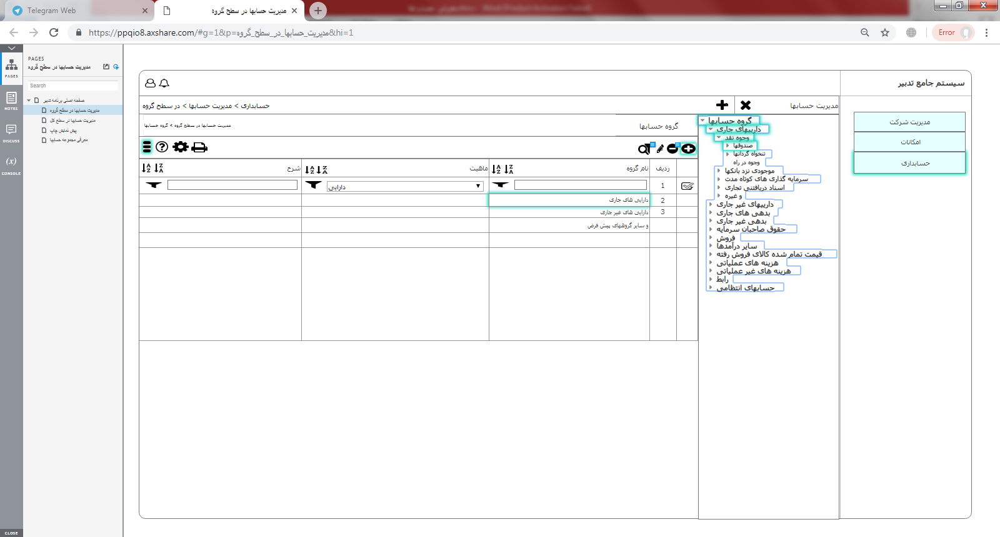 Telegram Web
مدیریت حسابها در سطح گروه
https://ppqio8.axshare.com/#g=1&p=مدیریت_حسابها_در_سطح_گروه&hi=1
Error
PAGES
NOTES
DISCUSS
(x)
CONSOLE
CLOSE
PAGES
مدیریت حسابها در سطح گروه
Search
صفحه اصلی برنامه تدبیر
مدیریت حسابها در سطح گروه
مدیریت حسابها در سطح کل
پیش نمایش چاپ
معرفی مجموعه حسابها
سیستم جامع تدبیر
مدیریت شرکت
امکانات
حسابداری
مدیریت حسابها
حسابداری > مدیریت حسابها > در سطح گروه
گروه حسابها
مدیریت حسابها در سطح گروه > گروه حسابها
گروه حسابها
داراییهای جاری
وجوه نقد
صندوقها
تنخواه گردانها
وجوه در راه
موجودی نزد بانکها
سرمایه گذاری های کوتاه مدت
اسناد دریافتنی تجاری
و غیره
داراییهای غیر جاری
بدهی های جاری
بدهی غیر جاری
حقوق صاحبان سرمایه
فروش
سایر درآمدها
قیمت تمام شده کالای فروش رفته
هزینه های عملیاتی
هزینه های غیر عملیاتی
رابط
حسابهای انتظامی
ردیف نام گروه ماهیت شرح
1 دارایی
2 دارایی های جاری
3 دارایی های غیر جاری
و سایر گروههای پیش فرض